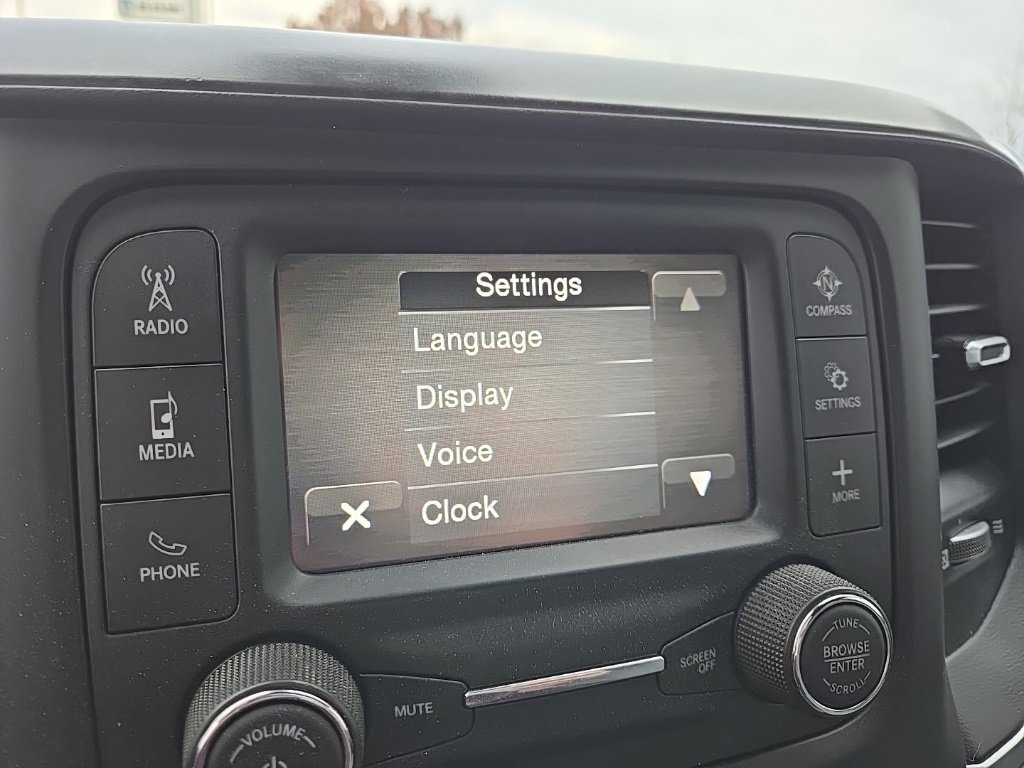 RADIO
MEDIA
PHONE
Settings
Language
Display
Voice
Clock
N
COMPASS
SETTINGS
MORE
VOLUME
MUTE
SCREEN
OFF
TUNE
BROWSE
ENTER
SCROLL